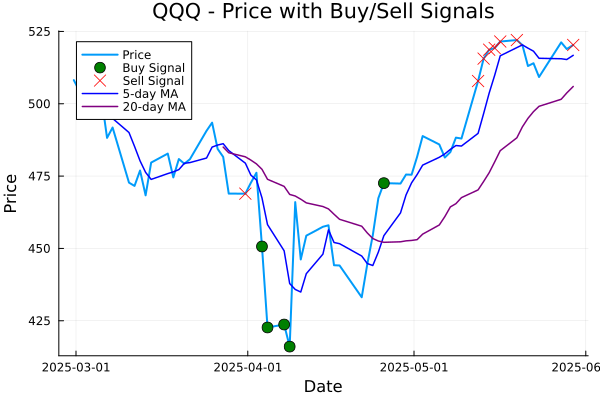 QQQ - Price with Buy/Sell Signals
Price
Buy Signal
Sell Signal
5-day MA
20-day MA
525
500
475
450
425
Price
2025-03-01
2025-04-01
2025-05-01
2025-06
Date